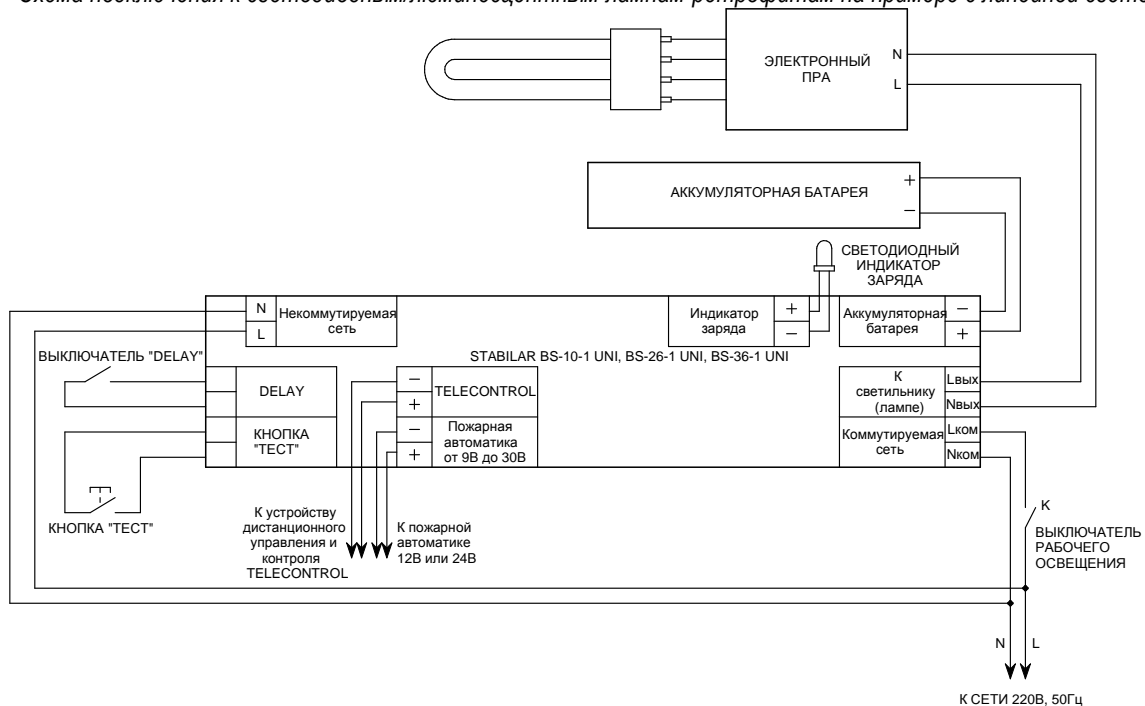 ЭЛЕКТРОННЫЙ
ПРА
N
L
АККУМУЛЯТОРНАЯ БАТАРЕЯ
+
−
СВЕТОДИОДНЫЙ
ИНДИКАТОР
ЗАРЯДА
N
L
Некоммутируемая
сеть
Индикатор
заряда
+
−
Аккумуляторная
батарея
−
+
STABILAR BS-10-1 UNI, BS-26-1 UNI, BS-36-1 UNI
ВЫКЛЮЧАТЕЛЬ "DELAY"
DELAY
−
+
TELECONTROL
К
светильнику
(лампе)
Lвых
Nвых
КНОПКА
"ТЕСТ"
−
+
Пожарная
автоматика
от 9В до 30В
Коммутируемая
сеть
Lком
Nком
КНОПКА "ТЕСТ"
К устройству
дистанционного
управления и
контроля
TELECONTROL
К пожарной
автоматике
12В или 24В
K
ВЫКЛЮЧАТЕЛЬ
РАБОЧЕГО
ОСВЕЩЕНИЯ
N
L
К СЕТИ 220В, 50Гц